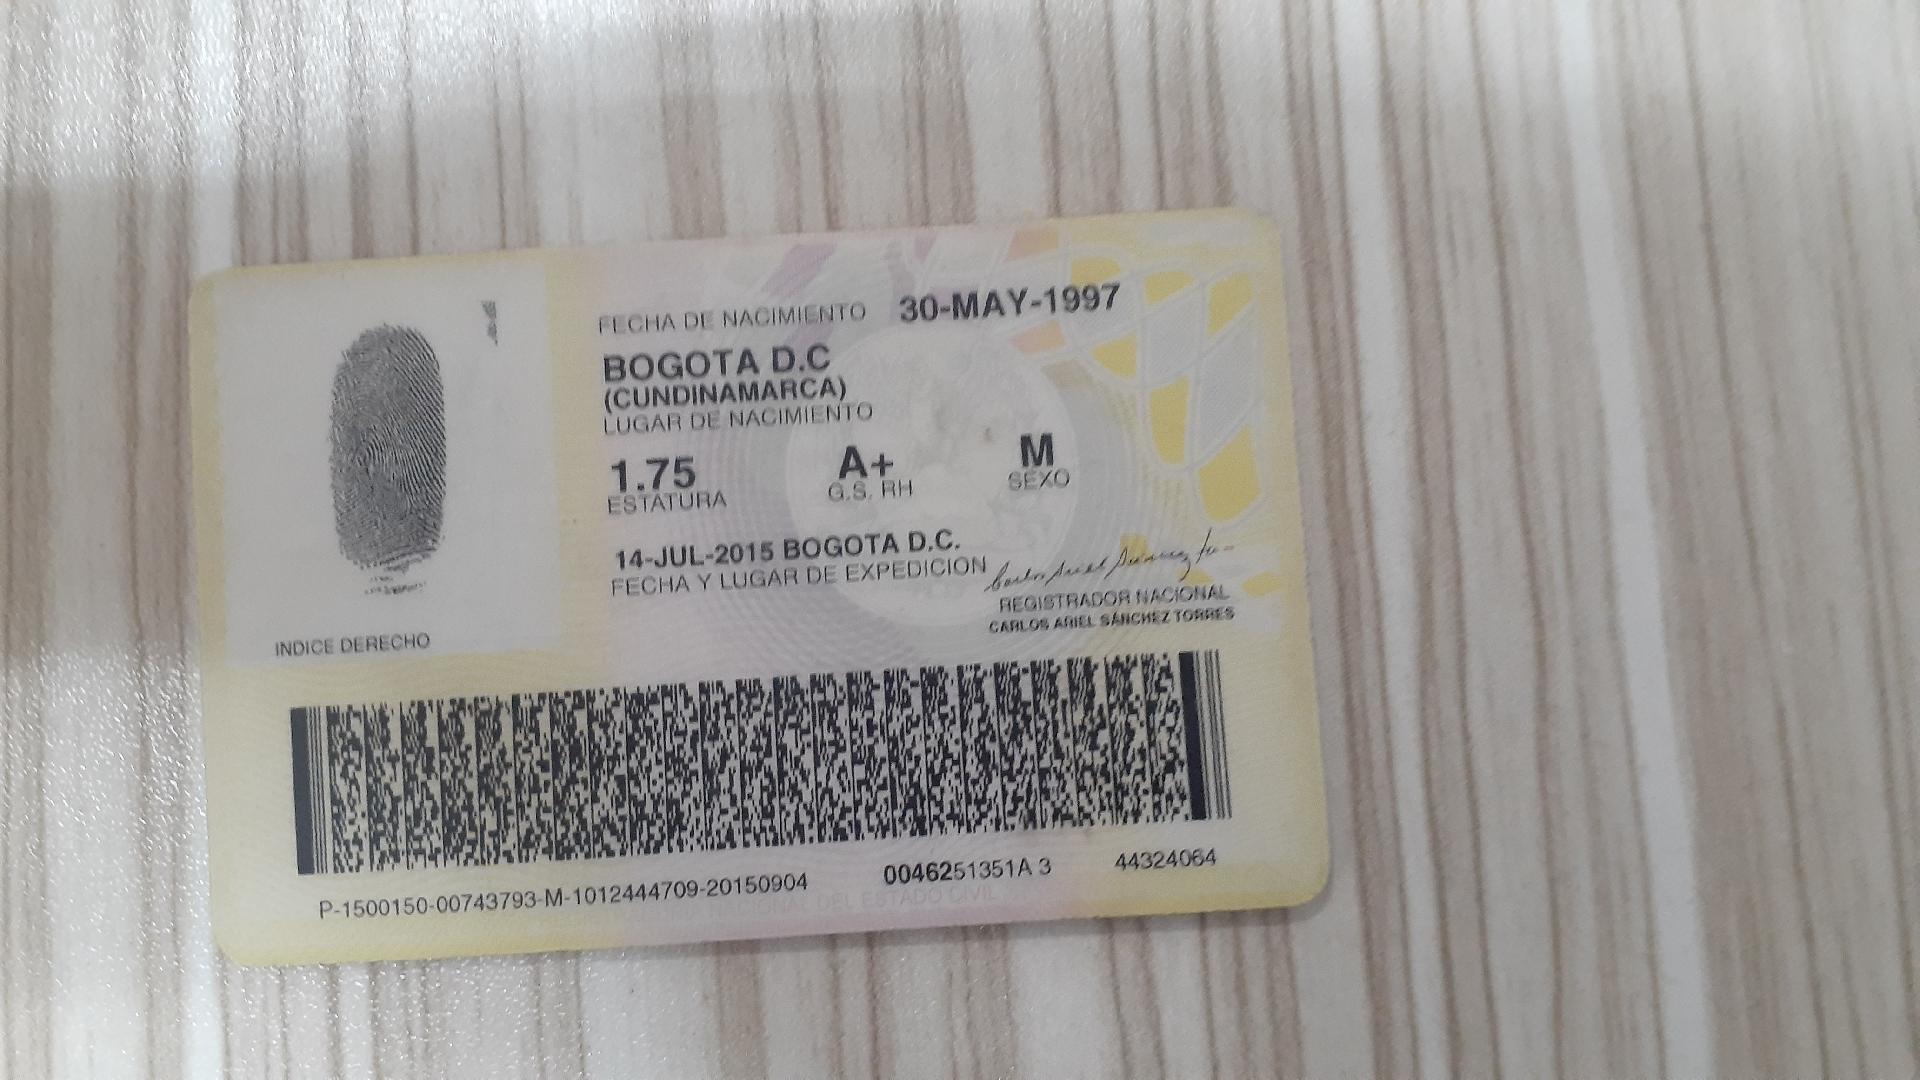 FECHA DE NACIMIENTO 30-MAY-1997
BOGOTA D.C
(CUNDINAMARCA)
LUGAR DE NACIMIENTO
1.75 A+ M
ESTATURA G.S. RH SEXO
14-JUL-2015 BOGOTA D.C.
FECHA Y LUGAR DE EXPEDICION
REGISTRADOR NACIONAL
CARLOS ARIEL SÁNCHEZ TORRES
INDICE DERECHO
P-1500150-00743793-M-1012444709-20150904 0046251351A 3 44324064
NACIONAL DEL ESTADO CIVIL